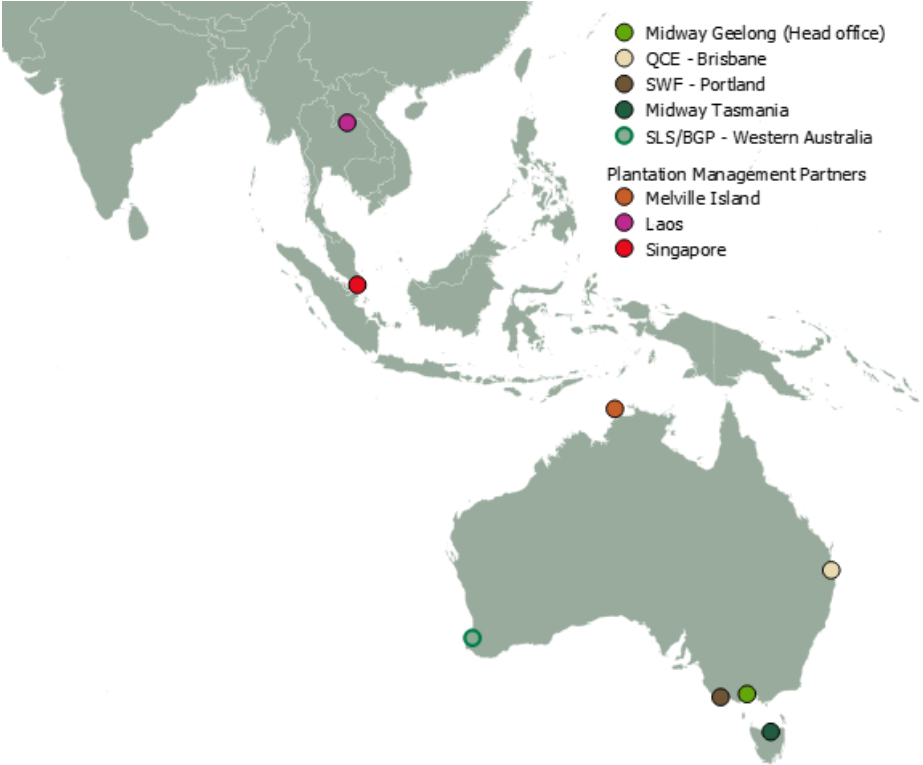 Midway Geelong (Head office)
QCE - Brisbane
SWF - Portland
Midway Tasmania
SLS/BGP - Western Australia
Plantation Management Partners
Melville Island
Laos
Singapore